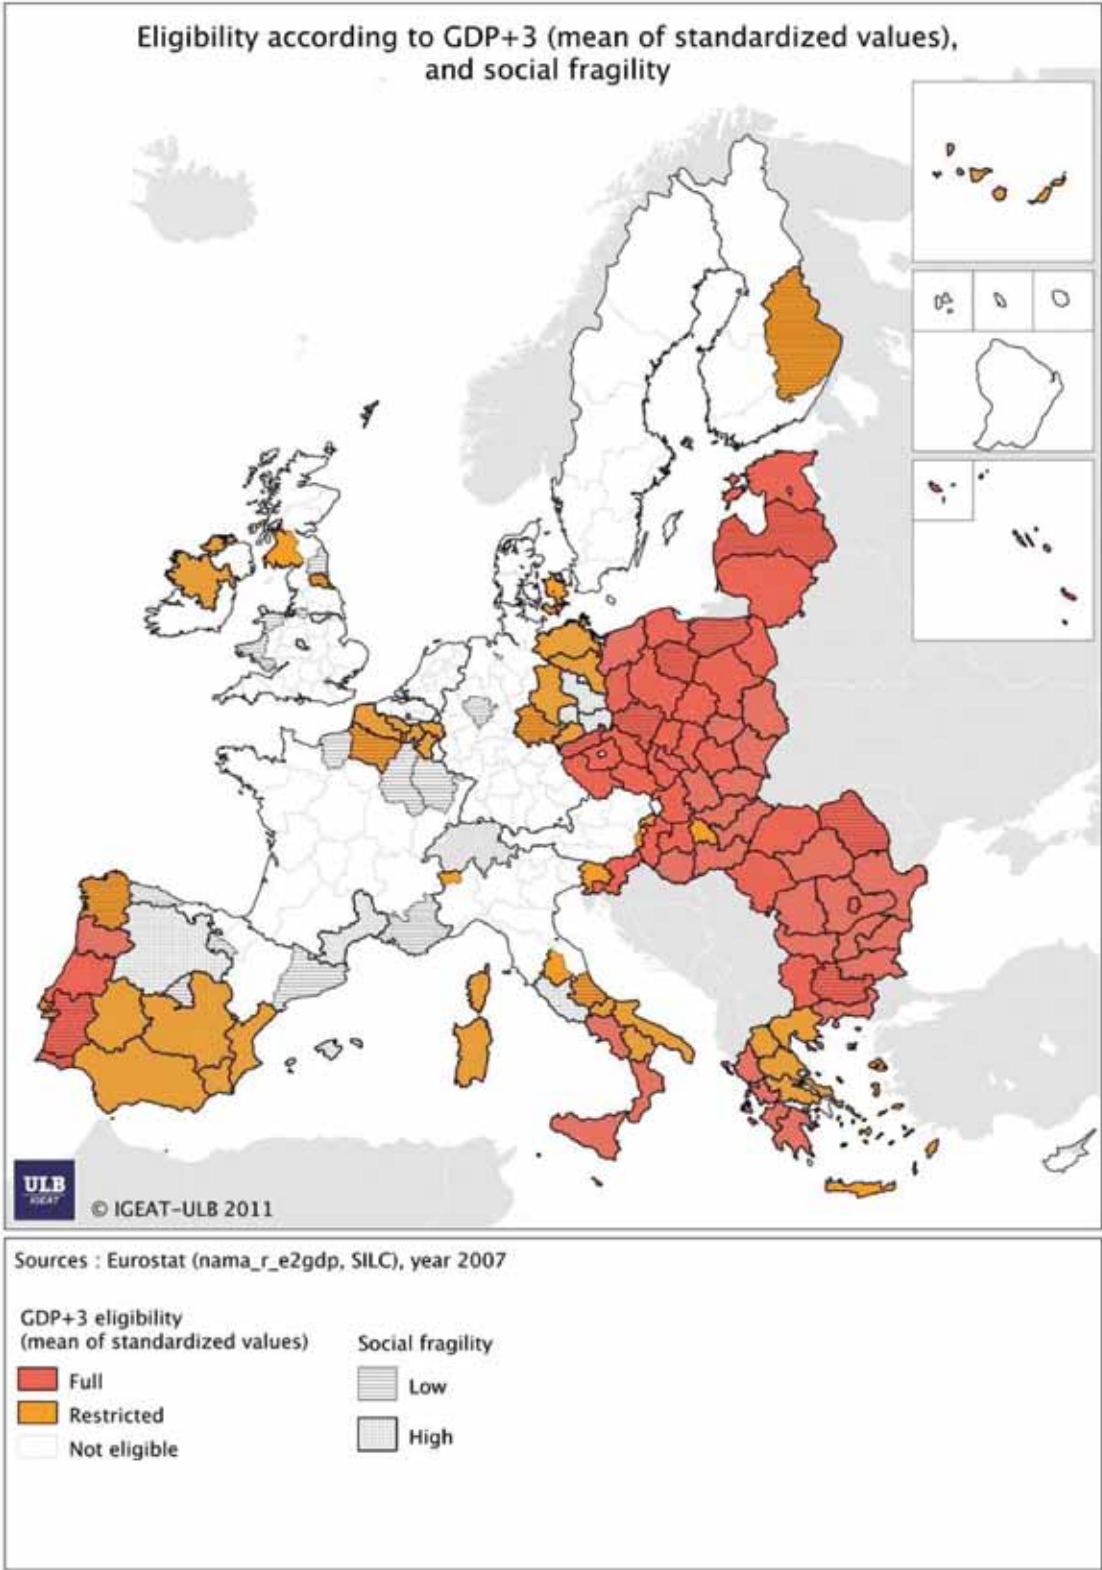 Eligibility according to GDP+3 (mean of standardized values),
and social fragility
ULB
IGEAT
© IGEAT-ULB 2011
Sources : Eurostat (nama_r_e2gdp, SILC), year 2007
GDP+3 eligibility
(mean of standardized values)
Full
Restricted
Not eligible
Social fragility
Low
High